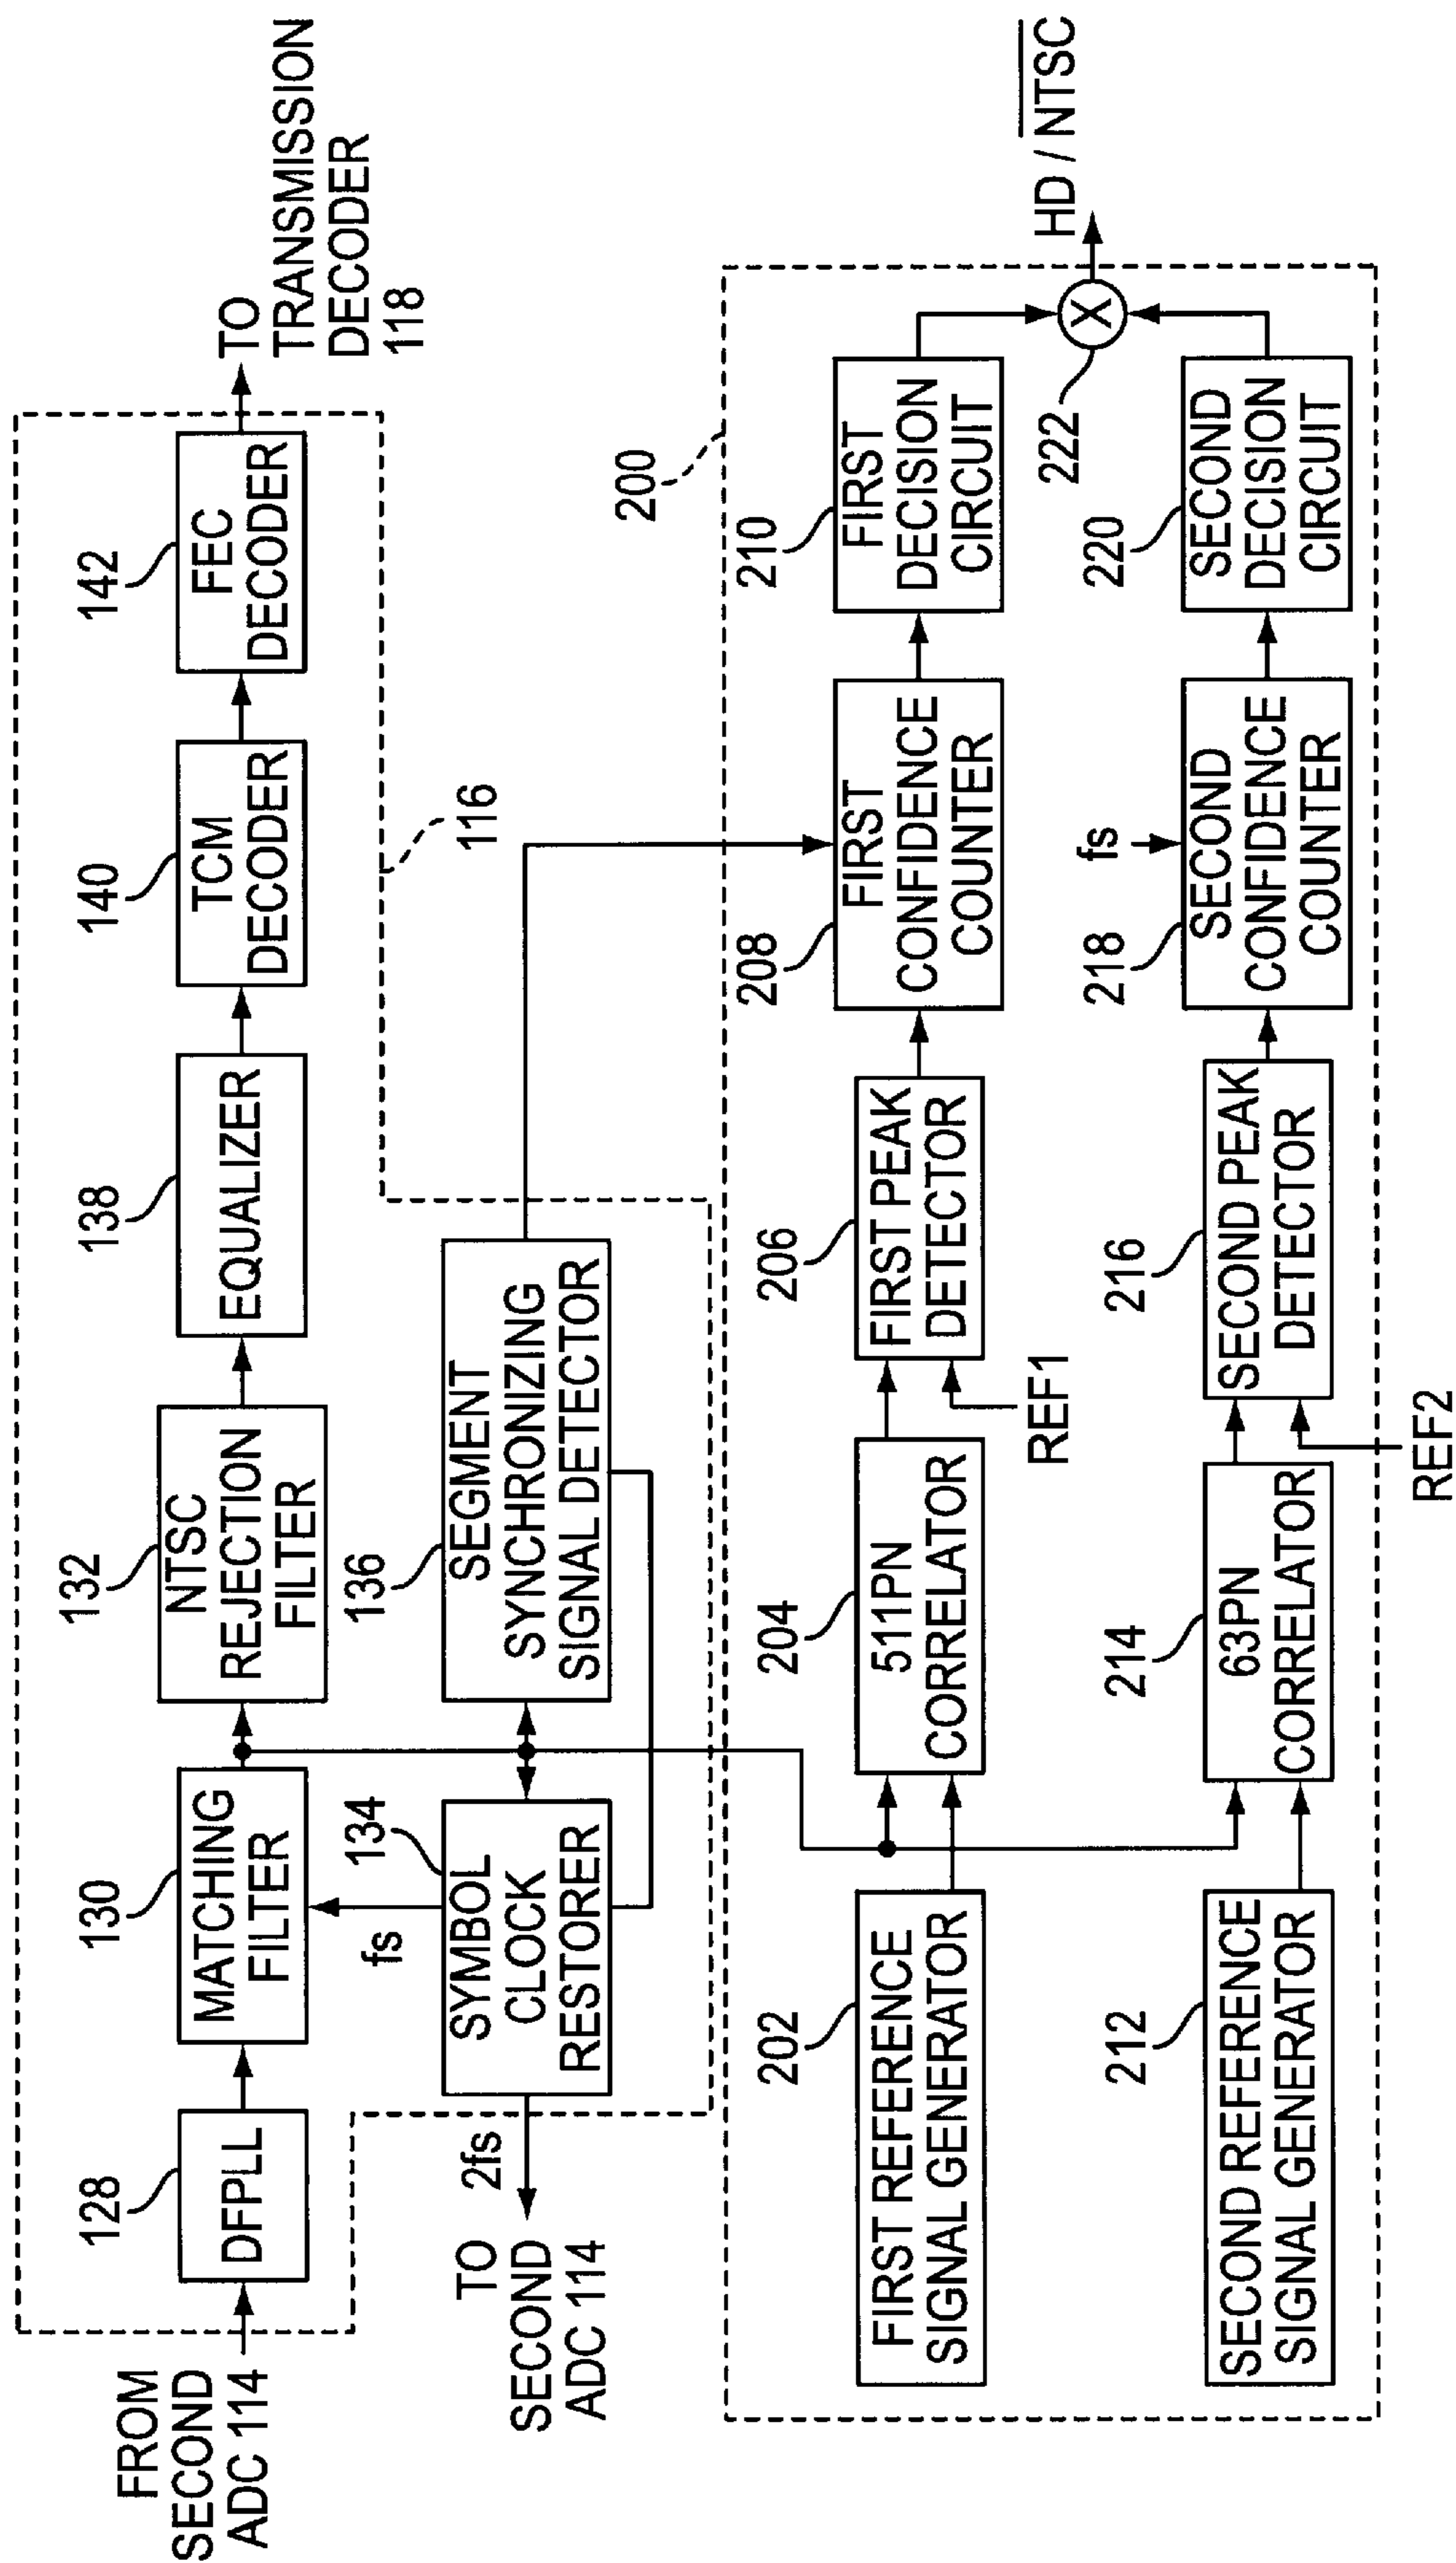 FROM
SECOND
ADC 114
128
DFPLL
130
MATCHING
FILTER
132
NTSC
REJECTION
FILTER
138
EQUALIZER
140
TCM
DECODER
142
FEC
DECODER
TO
TRANSMISSION
DECODER
118
fs
134
SYMBOL
CLOCK
RESTORER
2fs
TO
SECOND
ADC 114
136
SEGMENT
SYNCHRONIZING
SIGNAL DETECTOR
116
200
202
FIRST REFERENCE
SIGNAL GENERATOR
204
511PN
CORRELATOR
REF1
206
FIRST PEAK
DETECTOR
208
FIRST
CONFIDENCE
COUNTER
210
FIRST
DECISION
CIRCUIT
222
X
HD / NTSC
212
SECOND REFERENCE
SIGNAL GENERATOR
214
63PN
CORRELATOR
REF2
216
SECOND PEAK
DETECTOR
fs
218
SECOND
CONFIDENCE
COUNTER
220
SECOND
DECISION
CIRCUIT